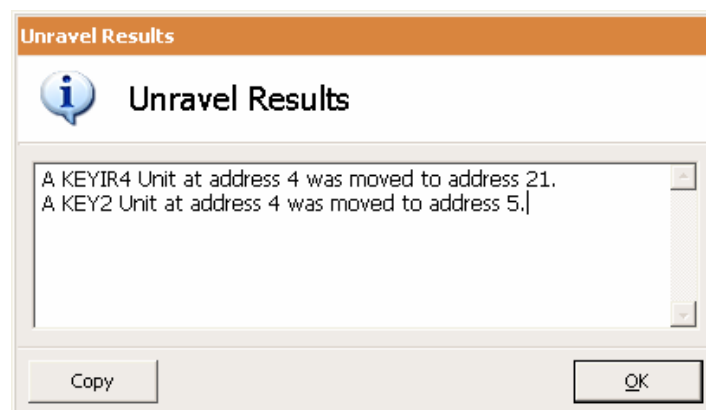 Unravel Results
Unravel Results
A KEYIR4 Unit at address 4 was moved to address 21.
A KEY2 Unit at address 4 was moved to address 5.
Copy
OK